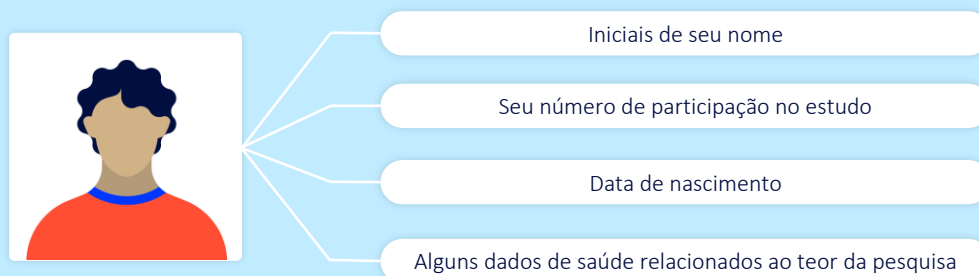 Iniciais de seu nome
Seu número de participação no estudo
Data de nascimento
Alguns dados de saúde relacionados ao teor da pesquisa